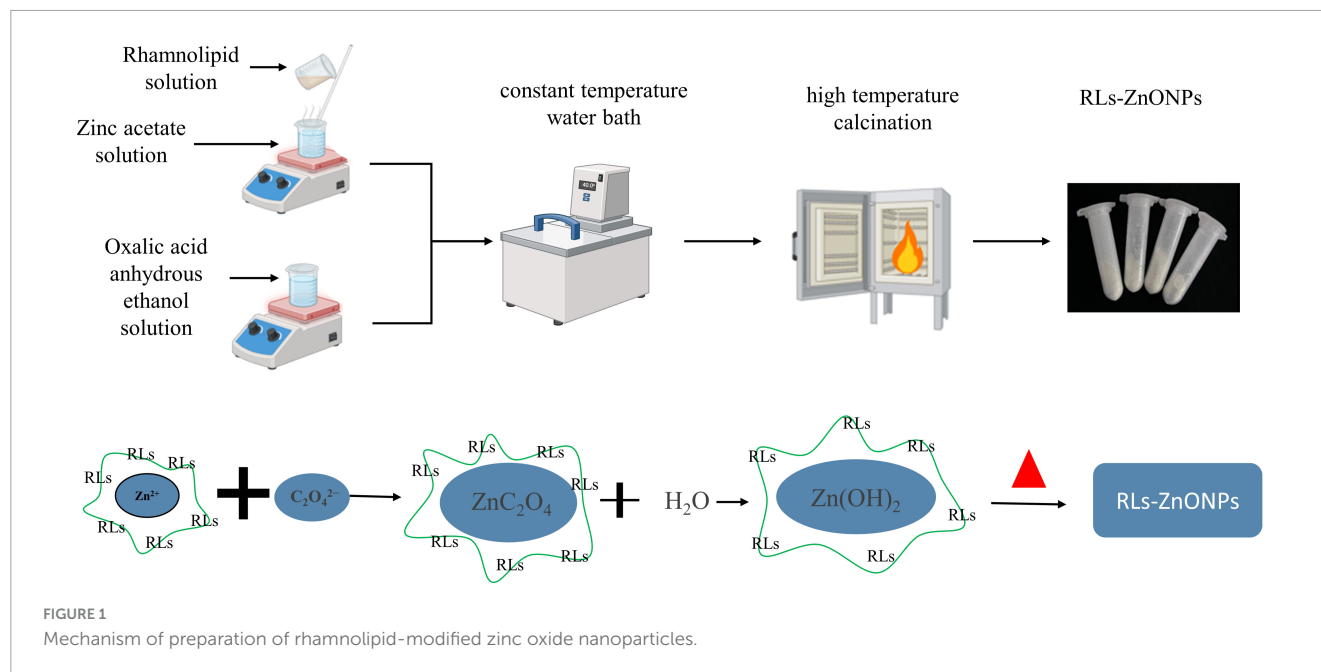 Rhamnolipid
solution
Zinc acetate
solution
Oxalic acid
anhydrous
ethanol
solution
constant temperature
water bath
40.0°
high temperature
calcination
RLs-ZnONPs
RLs
RLs
RLs
RLs
RLs
RLs
Zn²⁺
+
C₂O₄²⁻
RLs
RLs
RLs
RLs
RLs
RLs
RLs
ZnC₂O₄
+
H₂O
RLs
RLs
RLs
RLs
RLs
RLs
Zn(OH)₂
RLs-ZnONPs
FIGURE 1
Mechanism of preparation of rhamnolipid-modified zinc oxide nanoparticles.